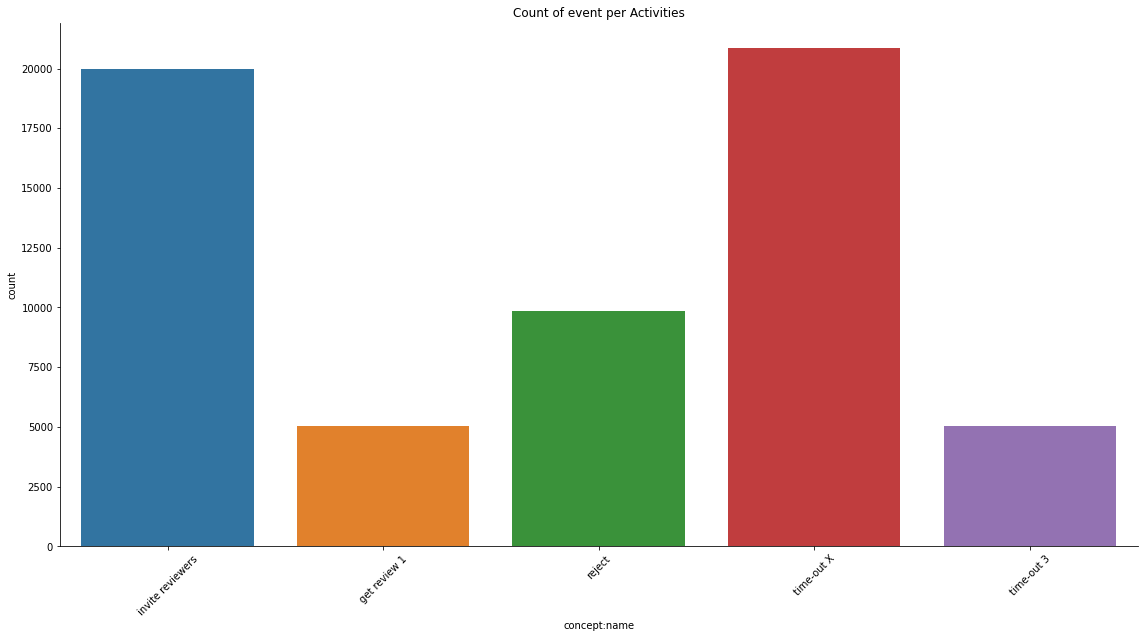 Count of event per Activities
20000
17500
15000
12500
10000
7500
5000
2500
0
count
invite reviewers
get review 1
reject
time-out X
time-out 3
concept:name